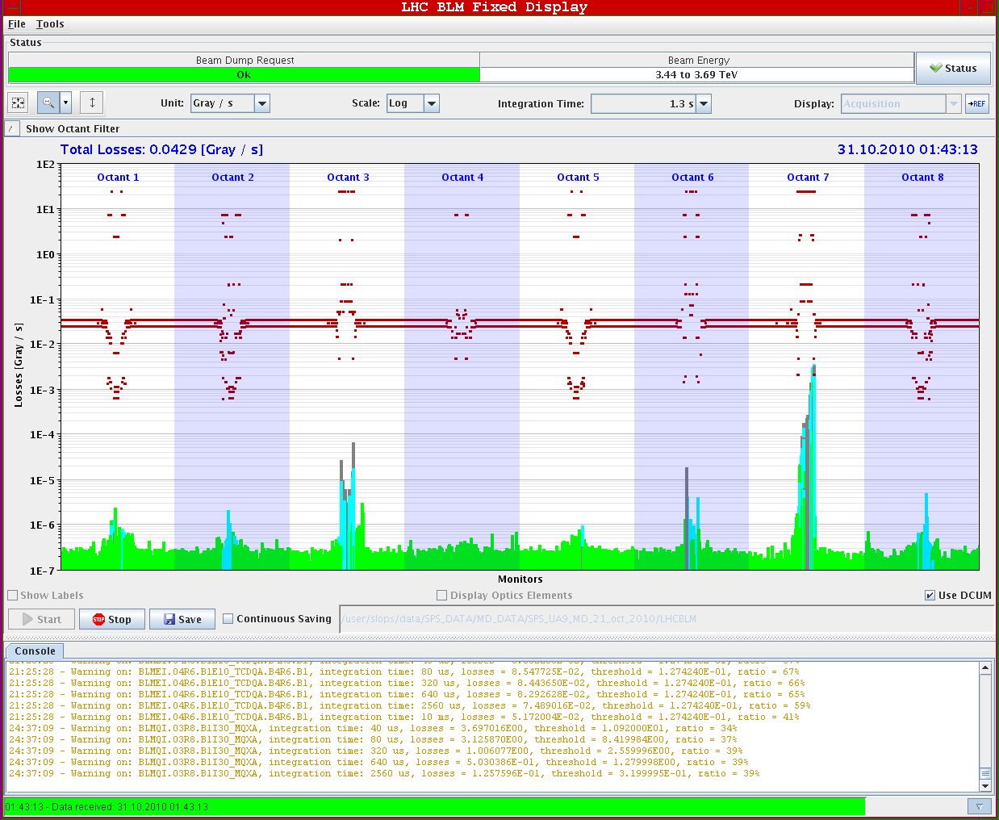 LHC BLM Fixed Display
File Tools
Status
Beam Dump Request Beam Energy
Ok 3.44 to 3.69 TeV Status
Unit: Gray / s Scale: Log Integration Time: 1.3 s Display: Acquisition →REF
Show Octant Filter
Total Losses: 0.0429 [Gray / s] 31.10.2010 01:43:13
1E2
Octant 1 Octant 2 Octant 3 Octant 4 Octant 5 Octant 6 Octant 7 Octant 8
1E1
1E0
1E-1
1E-2
1E-3
1E-4
1E-5
1E-6
1E-7
Losses [Gray / s]
Monitors
Show Labels Display Optics Elements Use DCUM
Start STOP Stop Save Continuous Saving /user/slops/data/SPS_DATA/MD_DATA/SPS_UA9_MD_21_oct_2010/LHCBLM
Console
21:25:28 - Warning on: BLMEI.04R6.B1E10_TCDQA.B4R6.B1, integration time: 80 us, losses = 8.547725E-02, threshold = 1.274240E-01, ratio = 67%
21:25:28 - Warning on: BLMEI.04R6.B1E10_TCDQA.B4R6.B1, integration time: 320 us, losses = 8.443650E-02, threshold = 1.274240E-01, ratio = 66%
21:25:28 - Warning on: BLMEI.04R6.B1E10_TCDQA.B4R6.B1, integration time: 640 us, losses = 8.292628E-02, threshold = 1.274240E-01, ratio = 65%
21:25:28 - Warning on: BLMEI.04R6.B1E10_TCDQA.B4R6.B1, integration time: 2560 us, losses = 7.489016E-02, threshold = 1.274240E-01, ratio = 59%
21:25:28 - Warning on: BLMEI.04R6.B1E10_TCDQA.B4R6.B1, integration time: 10 ms, losses = 5.172004E-02, threshold = 1.274240E-01, ratio = 41%
24:37:09 - Warning on: BLMQI.03R8.B1I30_MQXA, integration time: 40 us, losses = 3.697016E00, threshold = 1.092000E01, ratio = 34%
24:37:09 - Warning on: BLMQI.03R8.B1I30_MQXA, integration time: 80 us, losses = 3.125870E00, threshold = 8.419984E00, ratio = 37%
24:37:09 - Warning on: BLMQI.03R8.B1I30_MQXA, integration time: 320 us, losses = 1.006077E00, threshold = 2.559996E00, ratio = 39%
24:37:09 - Warning on: BLMQI.03R8.B1I30_MQXA, integration time: 640 us, losses = 5.030386E-01, threshold = 1.279998E00, ratio = 39%
24:37:09 - Warning on: BLMQI.03R8.B1I30_MQXA, integration time: 2560 us, losses = 1.257596E-01, threshold = 3.199995E-01, ratio = 39%
01:43:13 - Data received: 31.10.2010 01:43:13